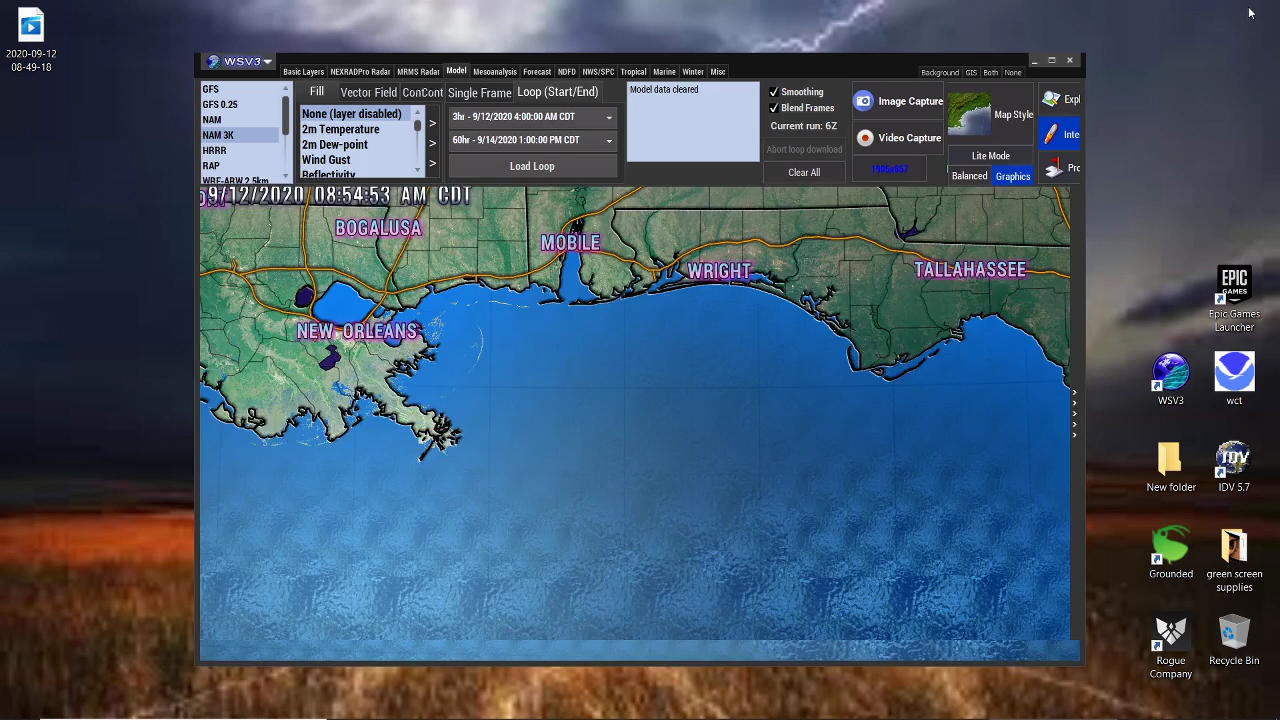 2020-09-12
08-49-18
WSV3
Basic Layers
NEXRADPro Radar
MRMS Radar
Model
Mesoanalysis
Forecast
NDFD
NWS/SPC
Tropical
Marine
Winter
Misc
Background
GIS
Both
None
GFS
GFS 0.25
NAM
NAM 3K
HRRR
RAP
WRF-ARW 2.5km
Fill
Vector Field
ConCont
None (layer disabled)
2m Temperature
2m Dew-point
Wind Gust
Reflectivity
>
>
>
Single Frame
Loop (Start/End)
3hr - 9/12/2020 4:00:00 AM CDT
60hr - 9/14/2020 1:00:00 PM CDT
Load Loop
Model data cleared
Smoothing
Blend Frames
Current run: 6Z
Abort loop download
Clear All
Image Capture
Video Capture
Map Style
Lite Mode
Balanced
Graphics
Expl
Inte
Pro
9/12/2020 08:54:53 AM CDT
BOGALUSA
MOBILE
WRIGHT
TALLAHASSEE
NEW ORLEANS
EPIC
GAMES
Epic Games
Launcher
WSV3
wct
New folder
IDV
IDV 5.7
Grounded
green screen
supplies
Rogue
Company
Recycle Bin